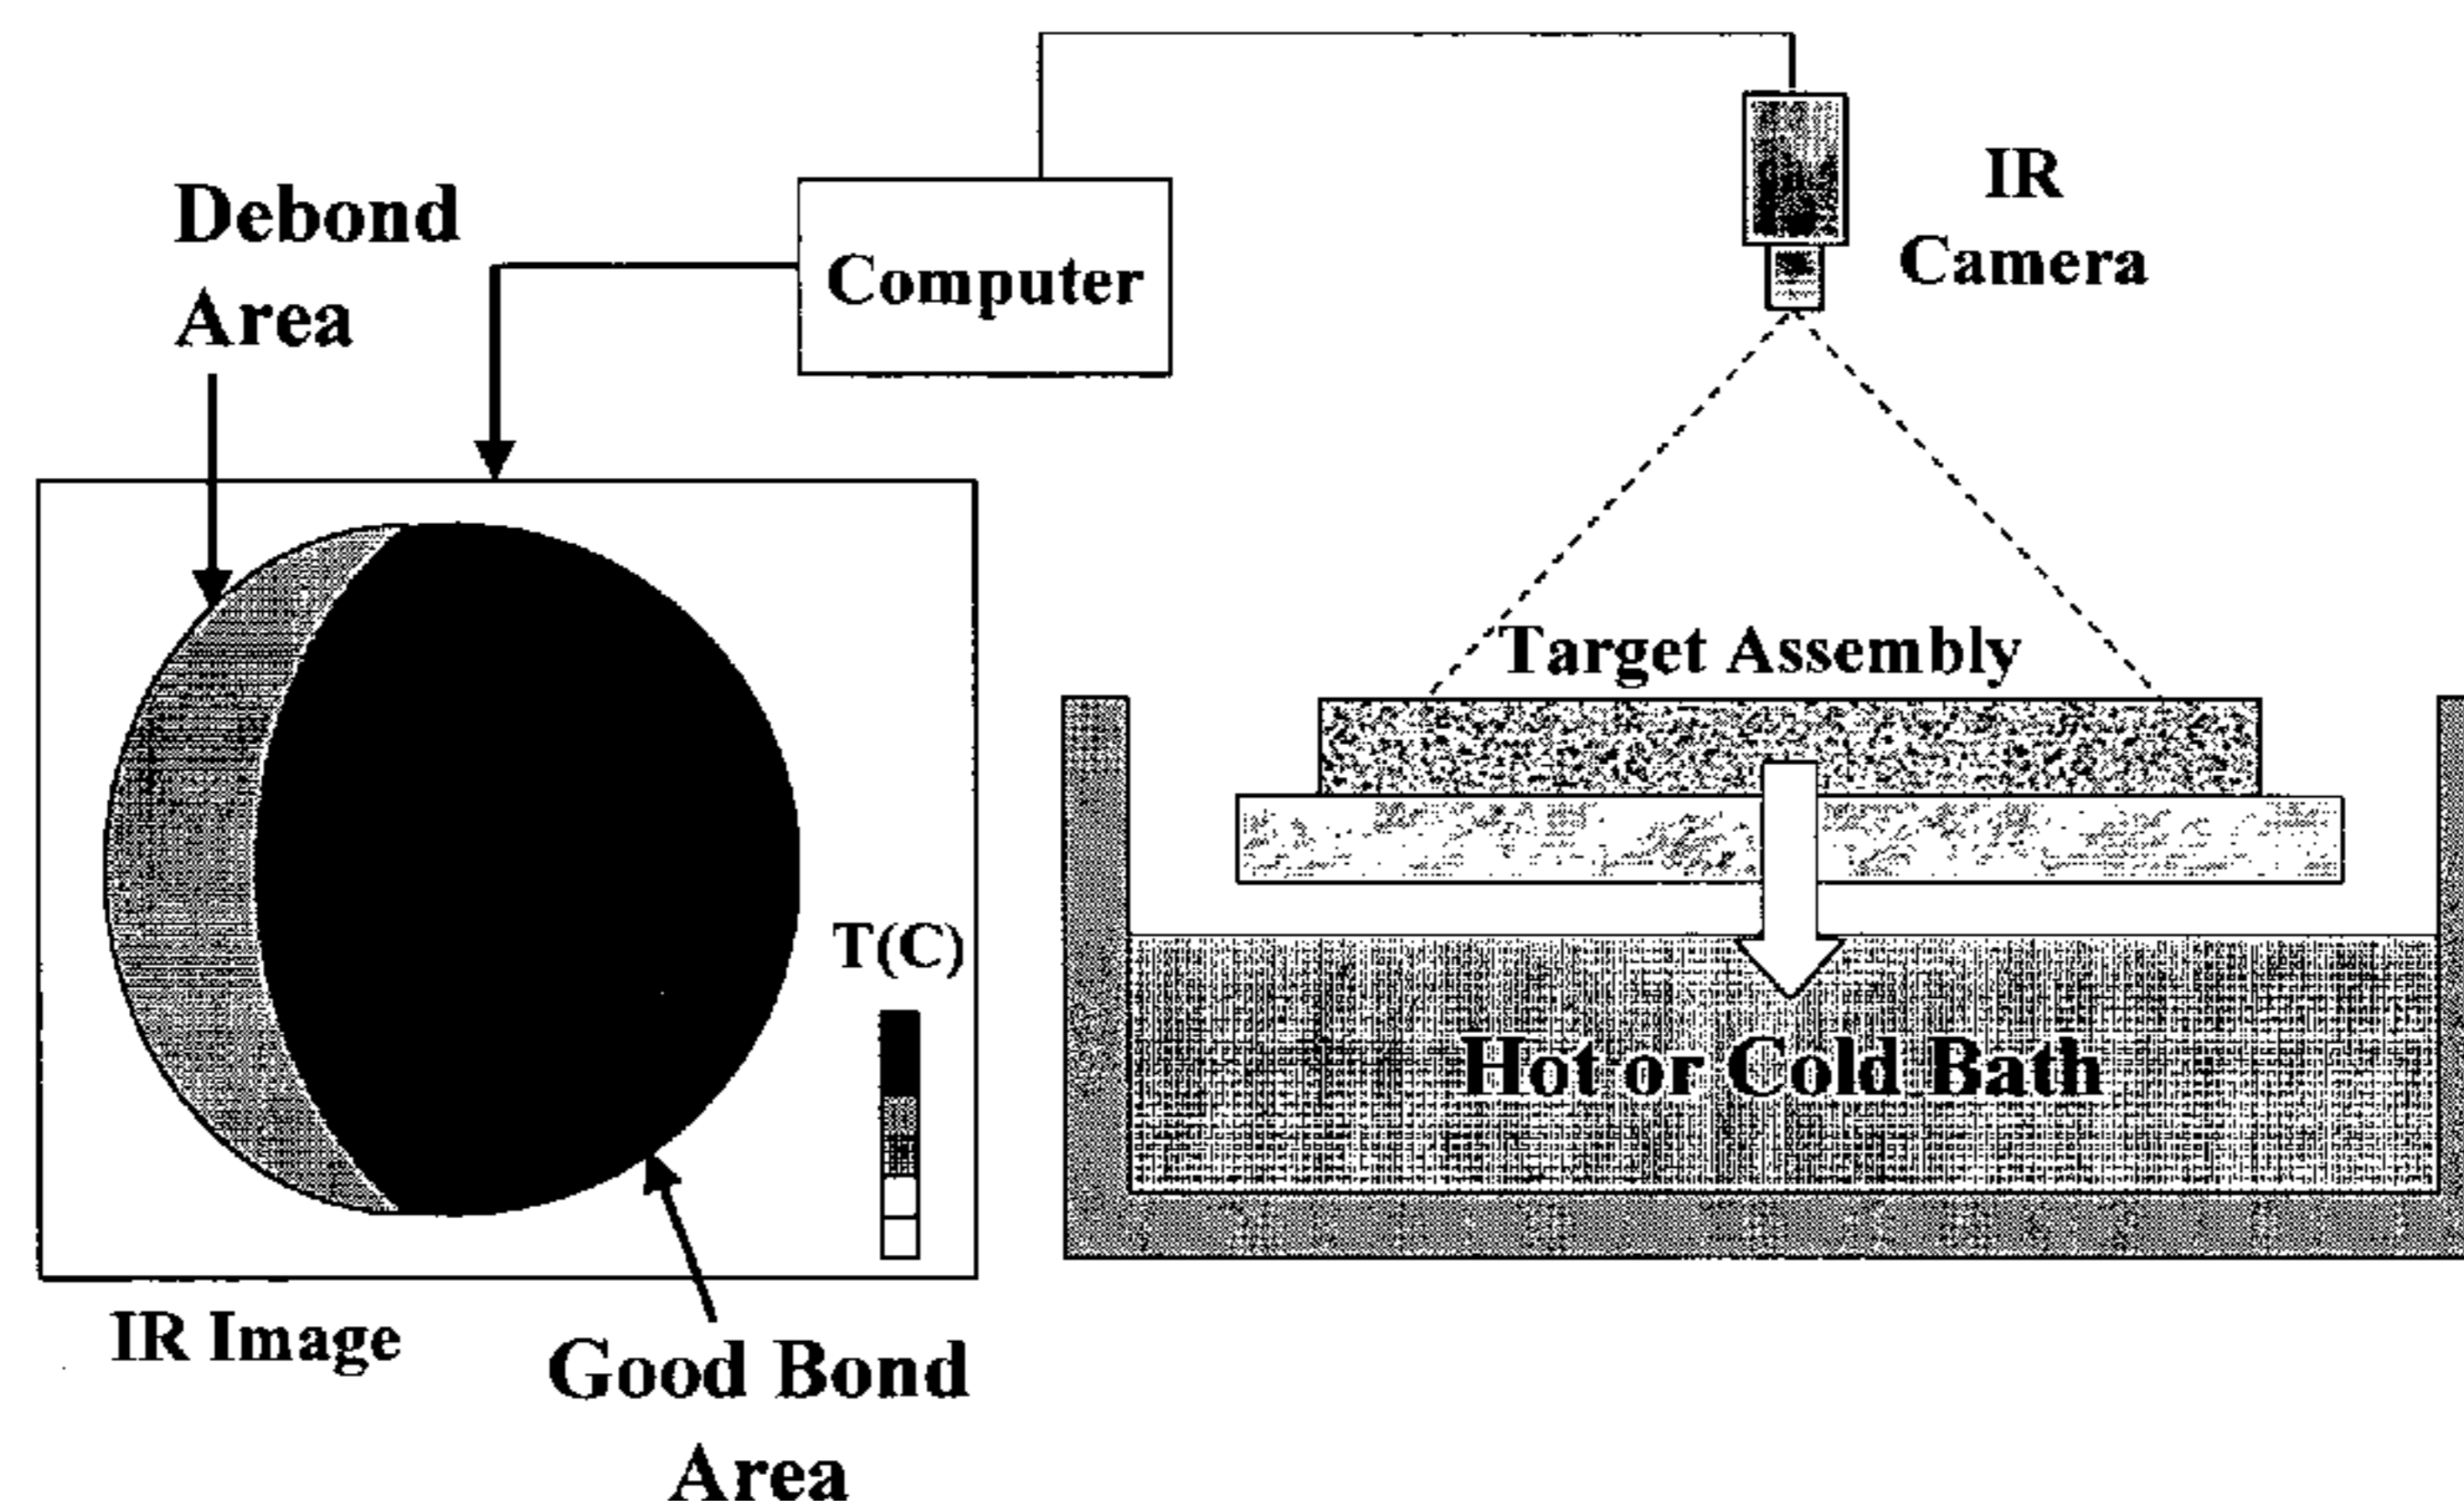 Debond
Area
Computer
IR
Camera
Target Assembly
T(C)
Hot or Cold Bath
IR Image
Good Bond
Area